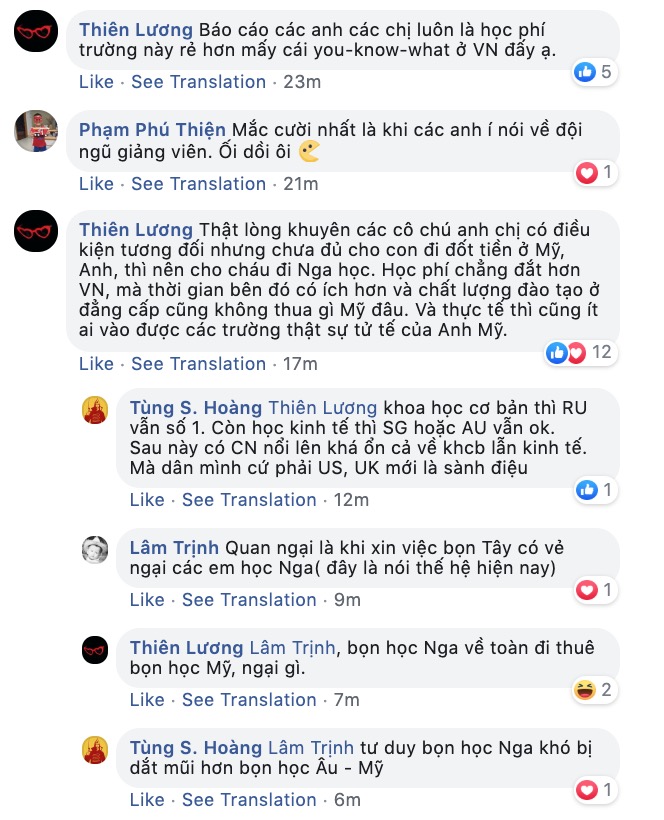 Thiên Lương Báo cáo các anh các chị luôn là học phí
trường này rẻ hơn mấy cái you-know-what ở VN đấy ạ.
5
Like · See Translation · 23m
Phạm Phú Thiện Mắc cười nhất là khi các anh í nói về đội
ngũ giảng viên. Ối dồi ôi
1
Like · See Translation · 21m
Thiên Lương Thật lòng khuyên các cô chú anh chị có điều
kiện tương đối nhưng chưa đủ cho con đi đốt tiền ở Mỹ,
Anh, thì nên cho cháu đi Nga học. Học phí chẳng đắt hơn
VN, mà thời gian bên đó có ích hơn và chất lượng đào tạo ở
đẳng cấp cũng không thua gì Mỹ đâu. Và thực tế thì cũng ít
ai vào được các trường thật sự tử tế của Anh Mỹ.
12
Like · See Translation · 17m
Tùng S. Hoàng Thiên Lương khoa học cơ bản thì RU
vẫn số 1. Còn học kinh tế thì SG hoặc AU vẫn ok.
Sau này có CN nổi lên khá ổn cả về khcb lẫn kinh tế.
Mà dân mình cứ phải US, UK mới là sành điệu
1
Like · See Translation · 12m
Lâm Trịnh Quan ngại là khi xin việc bọn Tây có vẻ
ngại các em học Nga( đây là nói thế hệ hiện nay)
1
Like · See Translation · 9m
Thiên Lương Lâm Trịnh, bọn học Nga về toàn đi thuê
bọn học Mỹ, ngại gì.
2
Like · See Translation · 7m
Tùng S. Hoàng Lâm Trịnh tư duy bọn học Nga khó bị
dắt mũi hơn bọn học Âu - Mỹ
1
Like · See Translation · 6m